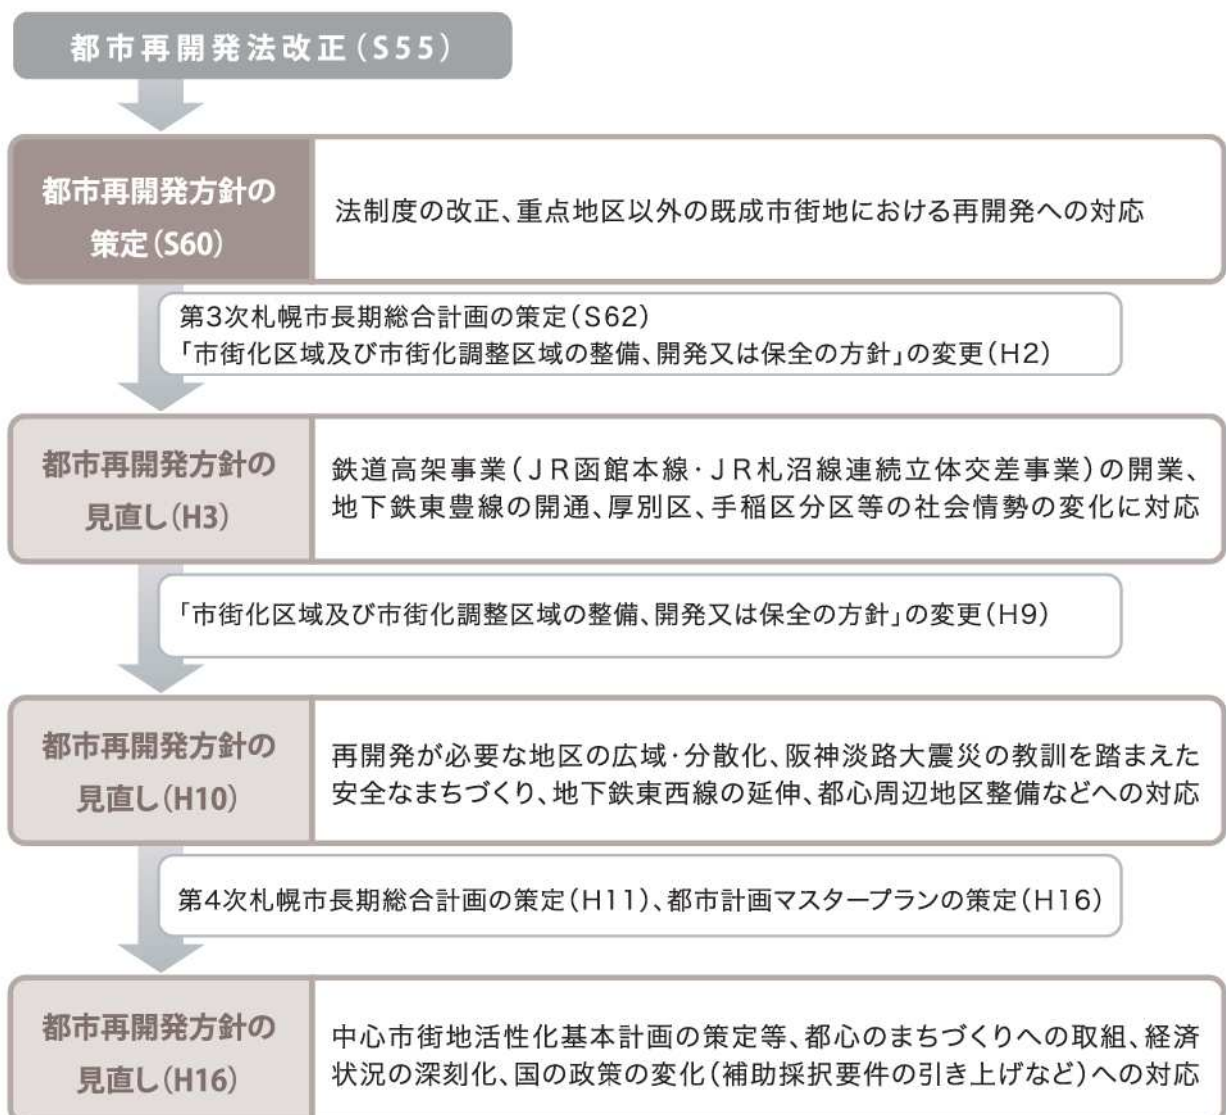 都市再開発法改正（S55）
都市再開発方針の
策定（S60）
法制度の改正、重点地区以外の既成市街地における再開発への対応
第3次札幌市長期総合計画の策定（S62）
「市街化区域及び市街化調整区域の整備、開発又は保全の方針」の変更（H2）
都市再開発方針の
見直し（H3）
鉄道高架事業（ＪＲ函館本線・ＪＲ札沼線連続立体交差事業）の開業、
地下鉄東豊線の開通、厚別区、手稲区分区等の社会情勢の変化に対応
「市街化区域及び市街化調整区域の整備、開発又は保全の方針」の変更（H9）
都市再開発方針の
見直し（H10）
再開発が必要な地区の広域・分散化、阪神淡路大震災の教訓を踏まえた
安全なまちづくり、地下鉄東西線の延伸、都心周辺地区整備などへの対応
第4次札幌市長期総合計画の策定（H11）、都市計画マスタープランの策定（H16）
都市再開発方針の
見直し（H16）
中心市街地活性化基本計画の策定等、都心のまちづくりへの取組、経済
状況の深刻化、国の政策の変化（補助採択要件の引き上げなど）への対応